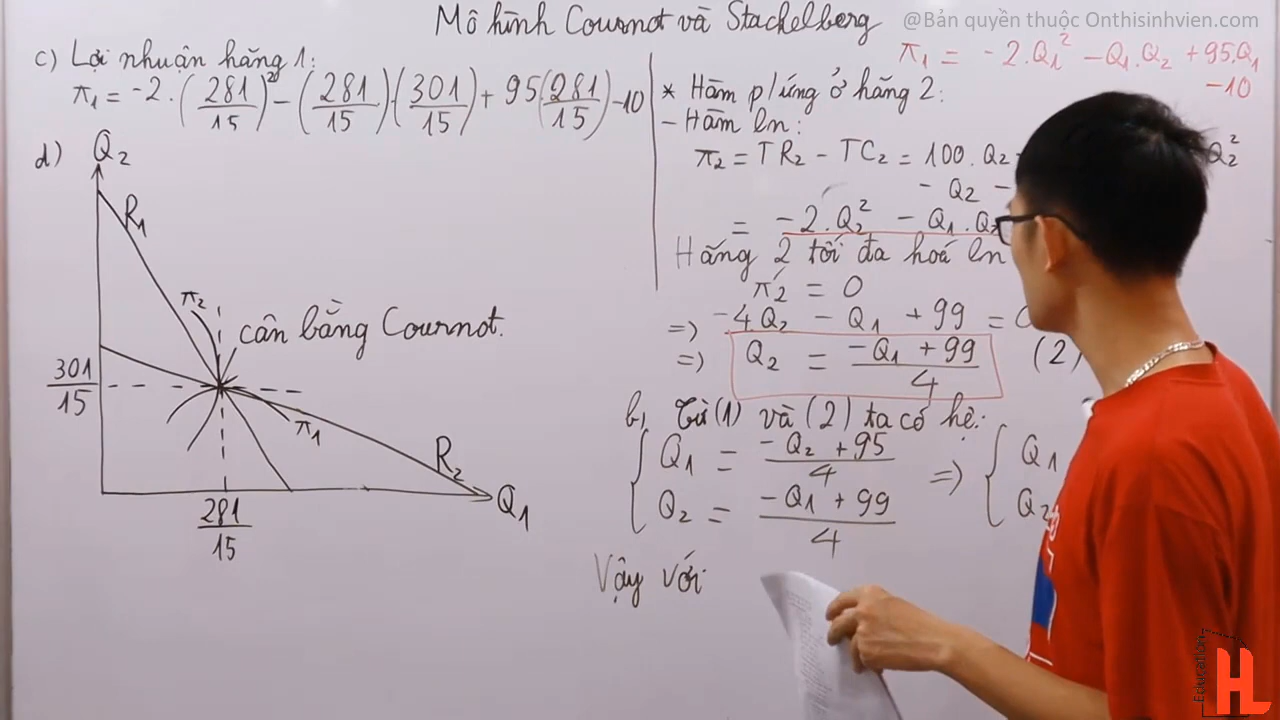 Mô hình Cournot và Stackelberg
@Bản quyền thuộc Onthisinhvien.com
π₁ = -2.Q₁² - Q₁.Q₂ + 95.Q₁
-10
c) Lợi nhuận hãng 1:
π₁ = -2.(281/15)² - (281/15).(301/15) + 95(281/15) - 10
d) Q₂
R₁
π₂
cân bằng Cournot.
301/15
π₁
R₂
Q₁
281/15
* Hàm p/ứng ở hãng 2:
- Hàm ln:
π₂ = TR₂ - TC₂ = 100.Q₂ - Q₂²
- Q₂ -
= -2.Q₂² - Q₁.Q₂
Hãng 2 tối đa hoá ln
π₂' = 0
=> -4Q₂ - Q₁ + 99 = 0
=> Q₂ = (-Q₁ + 99)/4 (2)
b) Từ (1) và (2) ta có hệ:
{ Q₁ = (-Q₂ + 95)/4 => { Q₁
Q₂ = (-Q₁ + 99)/4 Q₂
Vậy với
Education
HL